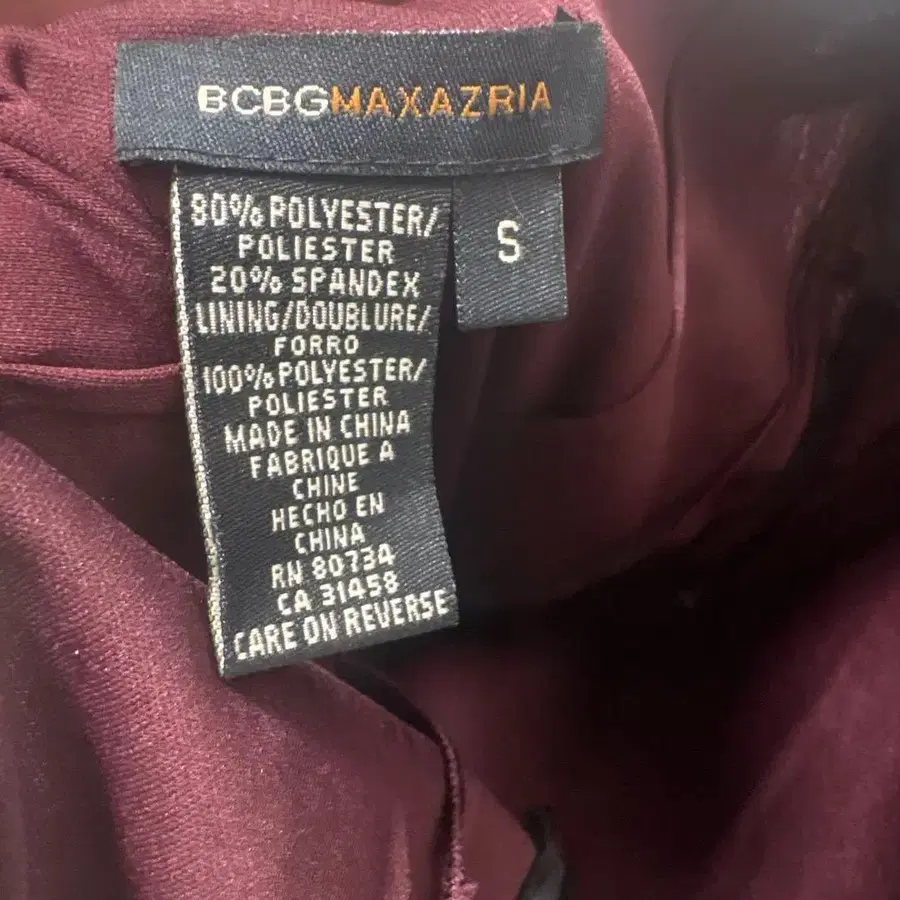 BCBGMAXAZRIA
80% POLYESTER/
POLIESTER
20% SPANDEX
LINING/DOUBLURE/
FORRO
100% POLYESTER/
POLIESTER
MADE IN CHINA
FABRIQUE A
CHINE
HECHO EN
CHINA
RN 80734
CA 31458
CARE ON REVERSE
S